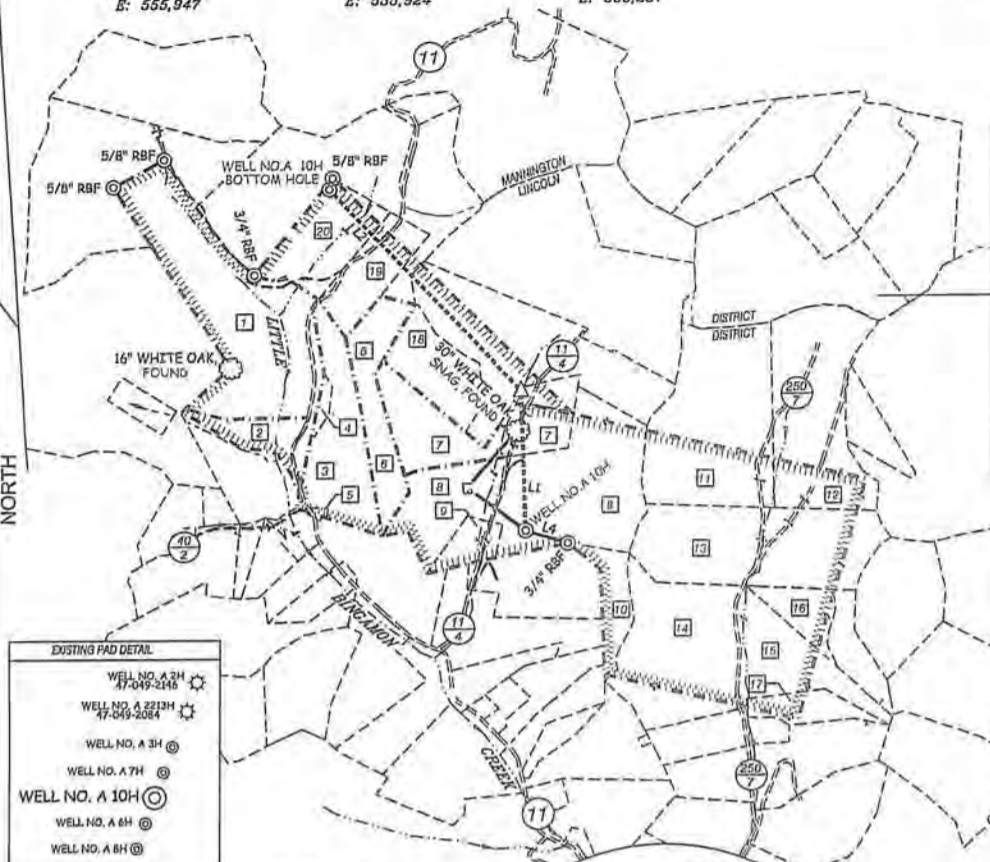 E: 555,947
11
5/8" RBF
5/8" RBF
WELL NO.A 10H
BOTTOM HOLE
5/8" RBF
MANNINGTON
LINCOLN
3/4" RBF
20
19
1
LITTLE
6
18
30" WHITE OAK
SNAG, FOUND
11
4
DISTRICT
DISTRICT
250
7
16" WHITE OAK
FOUND
2
4
7
7
3
6
8
L3
L1
WELL NO.A 10H
8
11
12
NORTH
5
9
L4
3/4" RBF
13
40
2
BINGAMON
11
4
10
14
16
15
17
CREEK
250
7
11
EXISTING PAD DETAIL
WELL NO. A 2H
47-049-2146
WELL NO. A 2213H
47-049-2084
WELL NO. A 3H
WELL NO. A 7H
WELL NO. A 10H
WELL NO. A 6H
WELL NO. A 8H